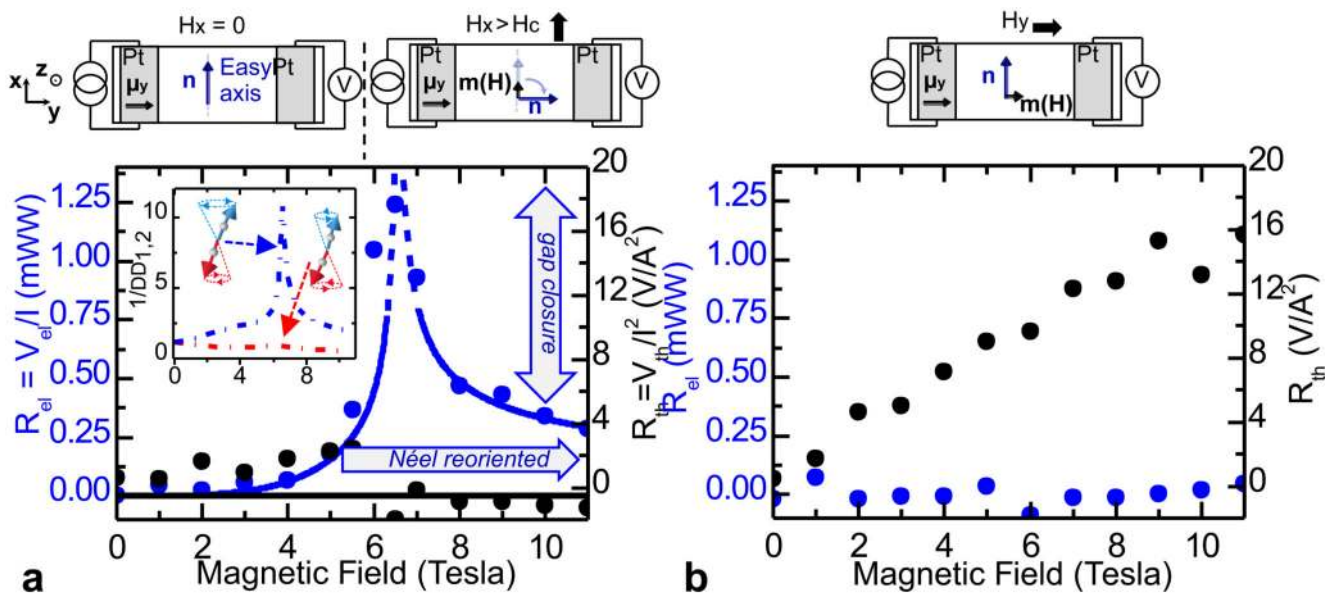 Hx = 0
Hx > Hc
Hy
Pt
Pt
Pt
Pt
Pt
Pt
x
z
y
μy
n
Easy
axis
V
μy
m(H)
n
V
μy
n
m(H)
V
1.25
1.00
0.75
0.50
0.25
0.00
Rel = Vel/I (mWW)
10
5
0
1/DD1,2
0
4
8
gap closure
Néel reoriented
20
16
12
8
4
0
Rth=Vth/I² (V/A²)
0
2
4
6
8
10
a
Magnetic Field (Tesla)
1.25
1.00
0.75
0.50
0.25
0.00
Rel (mWW)
20
16
12
8
4
0
Rth (V/A²)
0
2
4
6
8
10
b
Magnetic Field (Tesla)